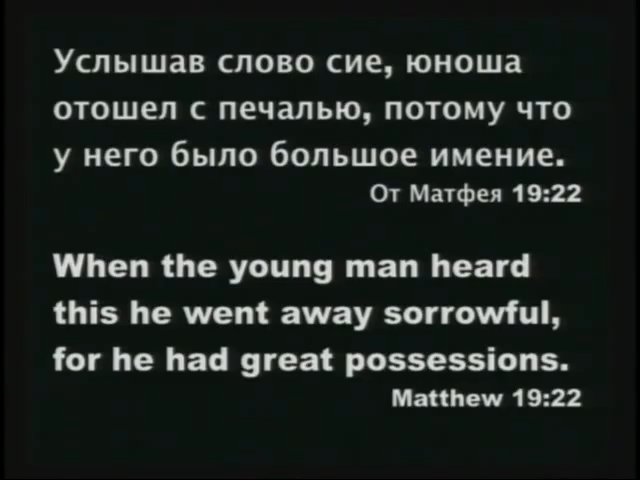 Услышав слово сие, юноша
отошел с печалью, потому что
у него было большое имение.
От Матфея 19:22
When the young man heard
this he went away sorrowful,
for he had great possessions.
Matthew 19:22